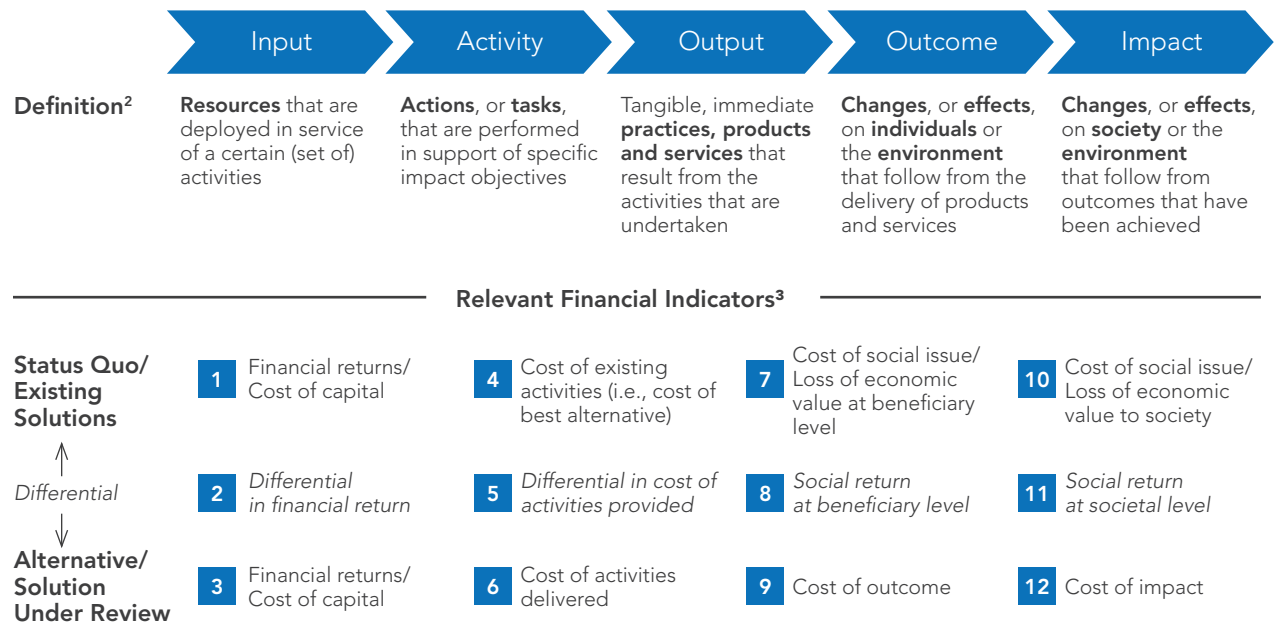 Input
Activity
Output
Outcome
Impact
Definition²
Resources that are
deployed in service
of a certain (set of)
activities
Actions, or tasks,
that are performed
in support of specific
impact objectives
Tangible, immediate
practices, products
and services that
result from the
activities that are
undertaken
Changes, or effects,
on individuals or
the environment
that follow from the
delivery of products
and services
Changes, or effects,
on society or the
environment
that follow from
outcomes that have
been achieved
Relevant Financial Indicators³
Status Quo/
Existing
Solutions
1
Financial returns/
Cost of capital
4
Cost of existing
activities (i.e., cost of
best alternative)
7
Cost of social issue/
Loss of economic
value at beneficiary
level
10
Cost of social issue/
Loss of economic
value to society
Differential
2
Differential
in financial return
5
Differential in cost of
activities provided
8
Social return
at beneficiary level
11
Social return
at societal level
Alternative/
Solution
Under Review
3
Financial returns/
Cost of capital
6
Cost of activities
delivered
9
Cost of outcome
12
Cost of impact